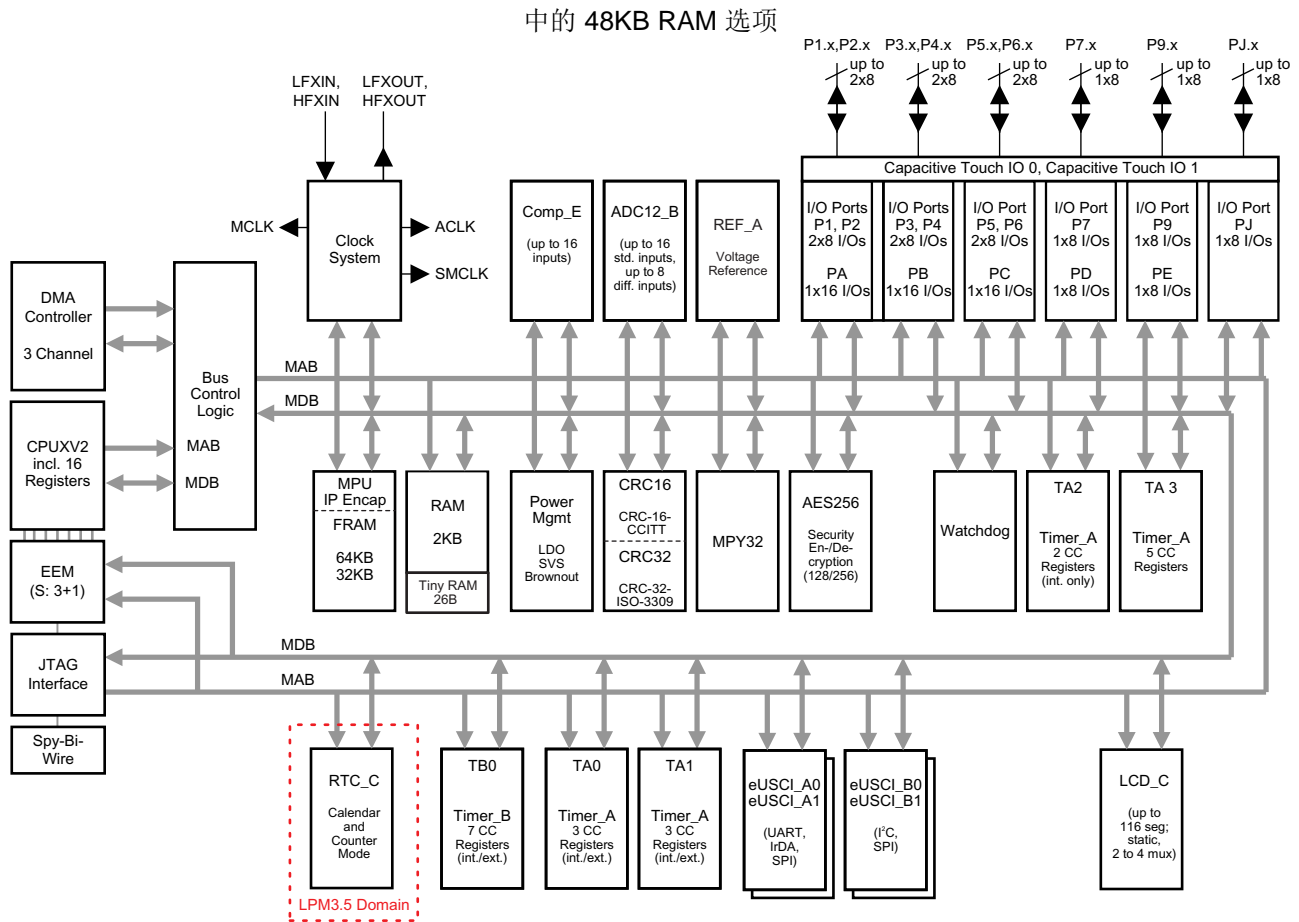 中的 48KB RAM 选项
P1.x,P2.x
up to
2x8
P3.x,P4.x
up to
2x8
P5.x,P6.x
up to
2x8
P7.x
up to
1x8
P9.x
up to
1x8
PJ.x
up to
1x8
LFXIN,
HFXIN
LFXOUT,
HFXOUT
Capacitive Touch IO 0, Capacitive Touch IO 1
MCLK
Clock
System
ACLK
SMCLK
Comp_E
(up to 16
inputs)
ADC12_B
(up to 16
std. inputs,
up to 8
diff. inputs)
REF_A
Voltage
Reference
I/O Ports
P1, P2
2x8 I/Os
PA
1x16 I/Os
I/O Ports
P3, P4
2x8 I/Os
PB
1x16 I/Os
I/O Ports
P5, P6
2x8 I/Os
PC
1x16 I/Os
I/O Port
P7
1x8 I/Os
PD
1x8 I/Os
I/O Port
P9
1x8 I/Os
PE
1x8 I/Os
I/O Port
PJ
1x8 I/Os
DMA
Controller
3 Channel
Bus
Control
Logic
MAB
MDB
MAB
MDB
CPUXV2
incl. 16
Registers
MPU
IP Encap
FRAM
64KB
32KB
RAM
2KB
Tiny RAM
26B
Power
Mgmt
LDO
SVS
Brownout
CRC16
CRC-16-
CCITT
CRC32
CRC-32-
ISO-3309
MPY32
AES256
Security
En-/De-
cryption
(128/256)
Watchdog
TA2
Timer_A
2 CC
Registers
(int. only)
TA 3
Timer_A
5 CC
Registers
EEM
(S: 3+1)
JTAG
Interface
Spy-Bi-
Wire
MDB
MAB
RTC_C
Calendar
and
Counter
Mode
LPM3.5 Domain
TB0
Timer_B
7 CC
Registers
(int./ext.)
TA0
Timer_A
3 CC
Registers
(int./ext.)
TA1
Timer_A
3 CC
Registers
(int./ext.)
eUSCI_A0
eUSCI_A1
(UART,
IrDA,
SPI)
eUSCI_B0
eUSCI_B1
(I²C,
SPI)
LCD_C
(up to
116 seg;
static,
2 to 4 mux)